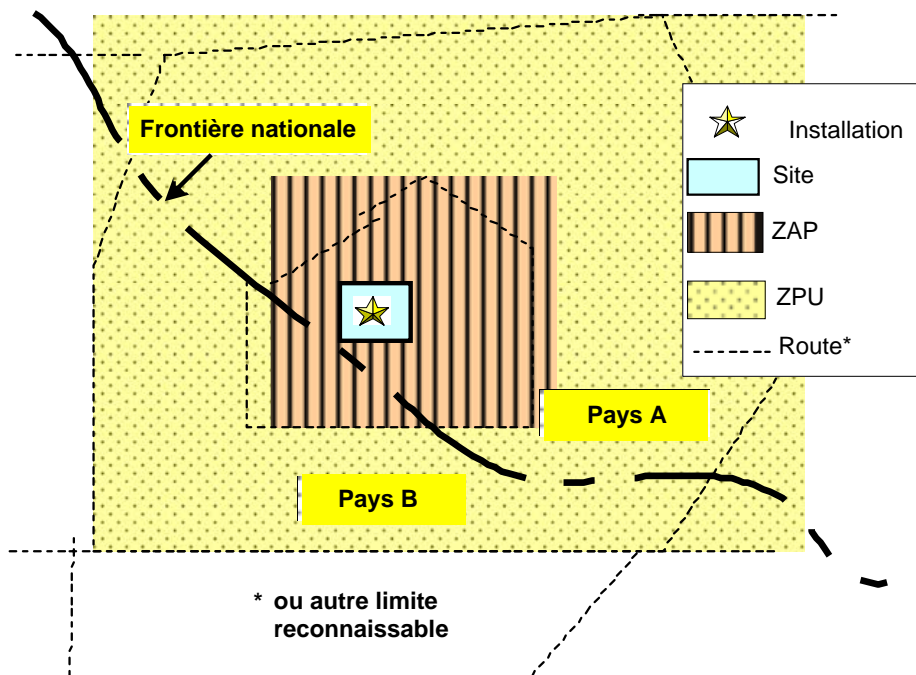 Frontière nationale
Installation
Site
ZAP
ZPU
Route*
Pays A
Pays B
* ou autre limite
reconnaissable